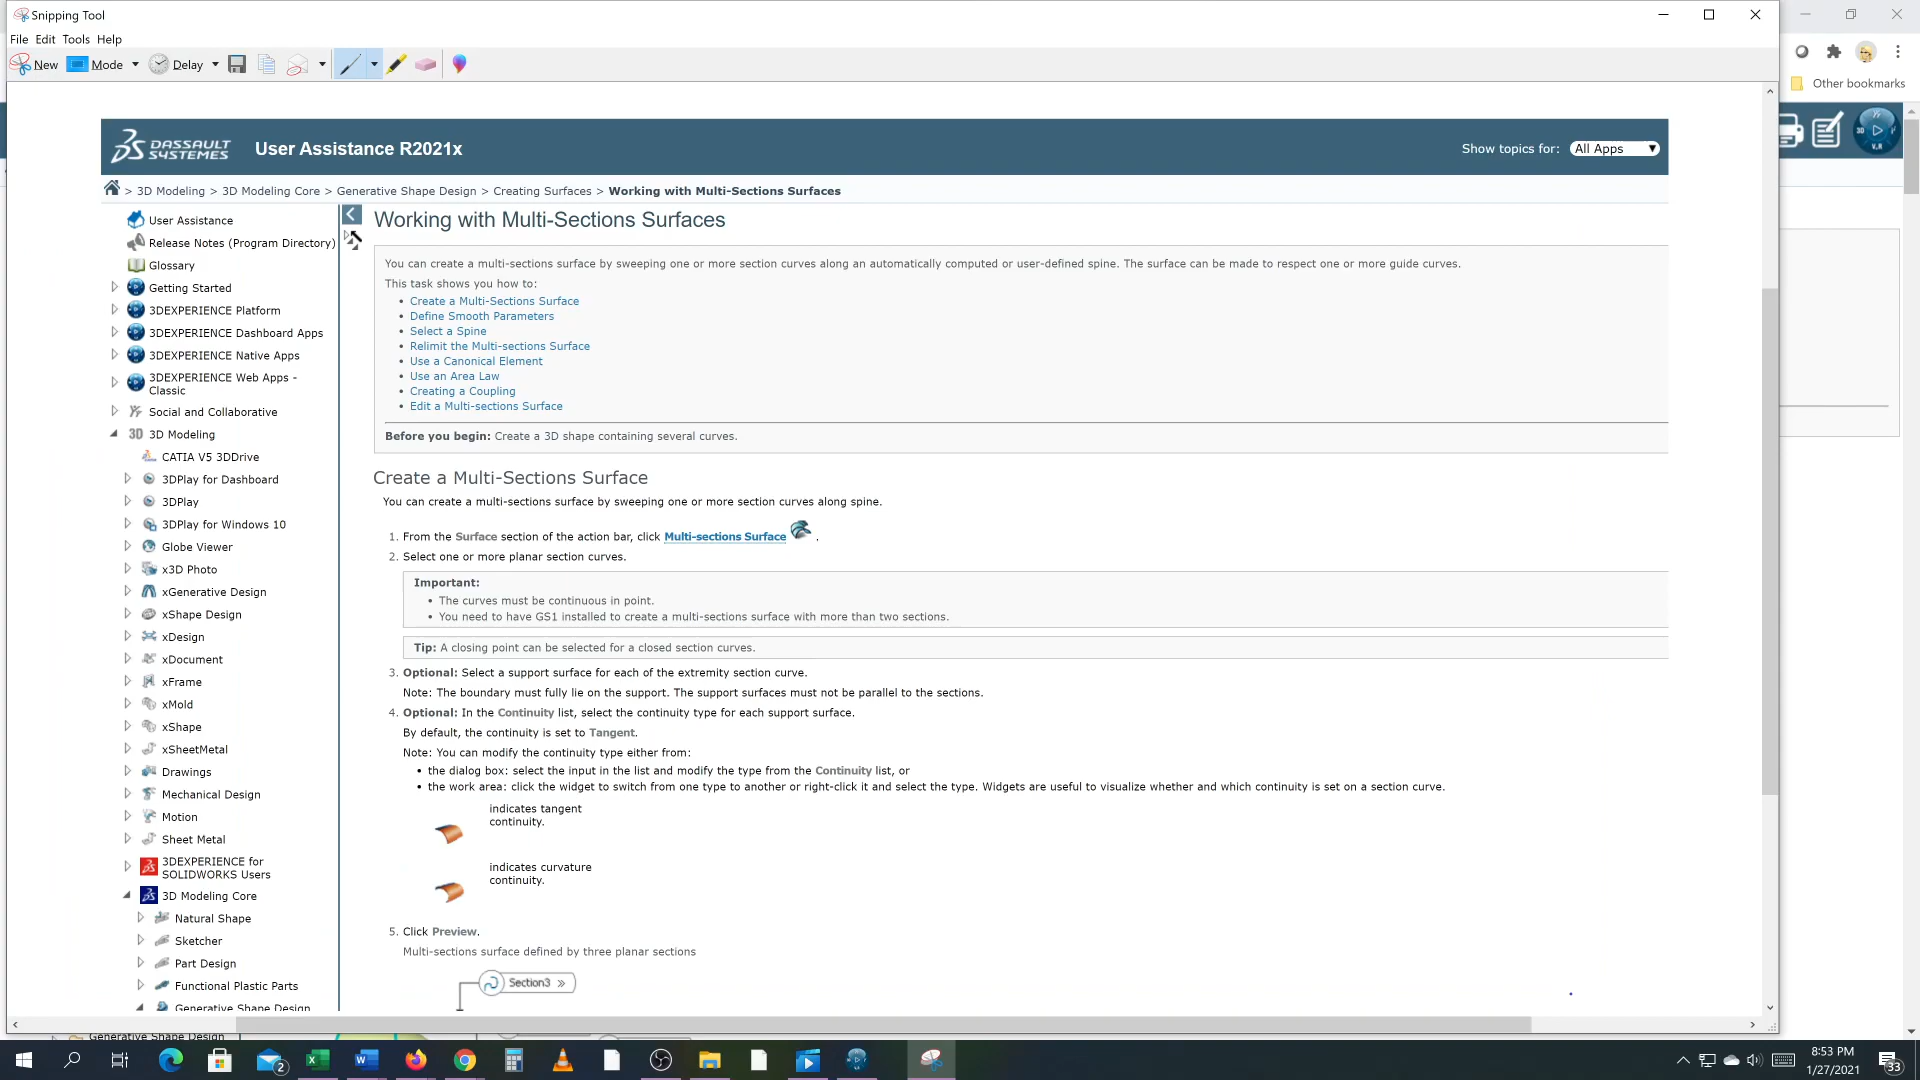 Snipping Tool
File Edit Tools Help
New Mode Delay
Other bookmarks
DASSAULT SYSTEMES
User Assistance R2021x
Show topics for: All Apps
> 3D Modeling > 3D Modeling Core > Generative Shape Design > Creating Surfaces > Working with Multi-Sections Surfaces
User Assistance
Release Notes (Program Directory)
Glossary
Getting Started
3DEXPERIENCE Platform
3DEXPERIENCE Dashboard Apps
3DEXPERIENCE Native Apps
3DEXPERIENCE Web Apps -
Classic
Social and Collaborative
3D Modeling
CATIA V5 3DDrive
3DPlay for Dashboard
3DPlay
3DPlay for Windows 10
Globe Viewer
x3D Photo
xGenerative Design
xShape Design
xDesign
xDocument
xFrame
xMold
xShape
xSheetMetal
Drawings
Mechanical Design
Motion
Sheet Metal
3DEXPERIENCE for
SOLIDWORKS Users
3D Modeling Core
Natural Shape
Sketcher
Part Design
Functional Plastic Parts
Generative Shape Design
Working with Multi-Sections Surfaces
You can create a multi-sections surface by sweeping one or more section curves along an automatically computed or user-defined spine. The surface can be made to respect one or more guide curves.
This task shows you how to:
• Create a Multi-Sections Surface
• Define Smooth Parameters
• Select a Spine
• Relimit the Multi-sections Surface
• Use a Canonical Element
• Use an Area Law
• Creating a Coupling
• Edit a Multi-sections Surface
Before you begin: Create a 3D shape containing several curves.
Create a Multi-Sections Surface
You can create a multi-sections surface by sweeping one or more section curves along spine.
1. From the Surface section of the action bar, click Multi-sections Surface .
2. Select one or more planar section curves.
Important:
• The curves must be continuous in point.
• You need to have GS1 installed to create a multi-sections surface with more than two sections.
Tip: A closing point can be selected for a closed section curves.
3. Optional: Select a support surface for each of the extremity section curve.
Note: The boundary must fully lie on the support. The support surfaces must not be parallel to the sections.
4. Optional: In the Continuity list, select the continuity type for each support surface.
By default, the continuity is set to Tangent.
Note: You can modify the continuity type either from:
• the dialog box: select the input in the list and modify the type from the Continuity list, or
• the work area: click the widget to switch from one type to another or right-click it and select the type. Widgets are useful to visualize whether and which continuity is set on a section curve.
indicates tangent
continuity.
indicates curvature
continuity.
5. Click Preview.
Multi-sections surface defined by three planar sections
Section3 »
Generative Shape Design
2
8:53 PM
1/27/2021
33